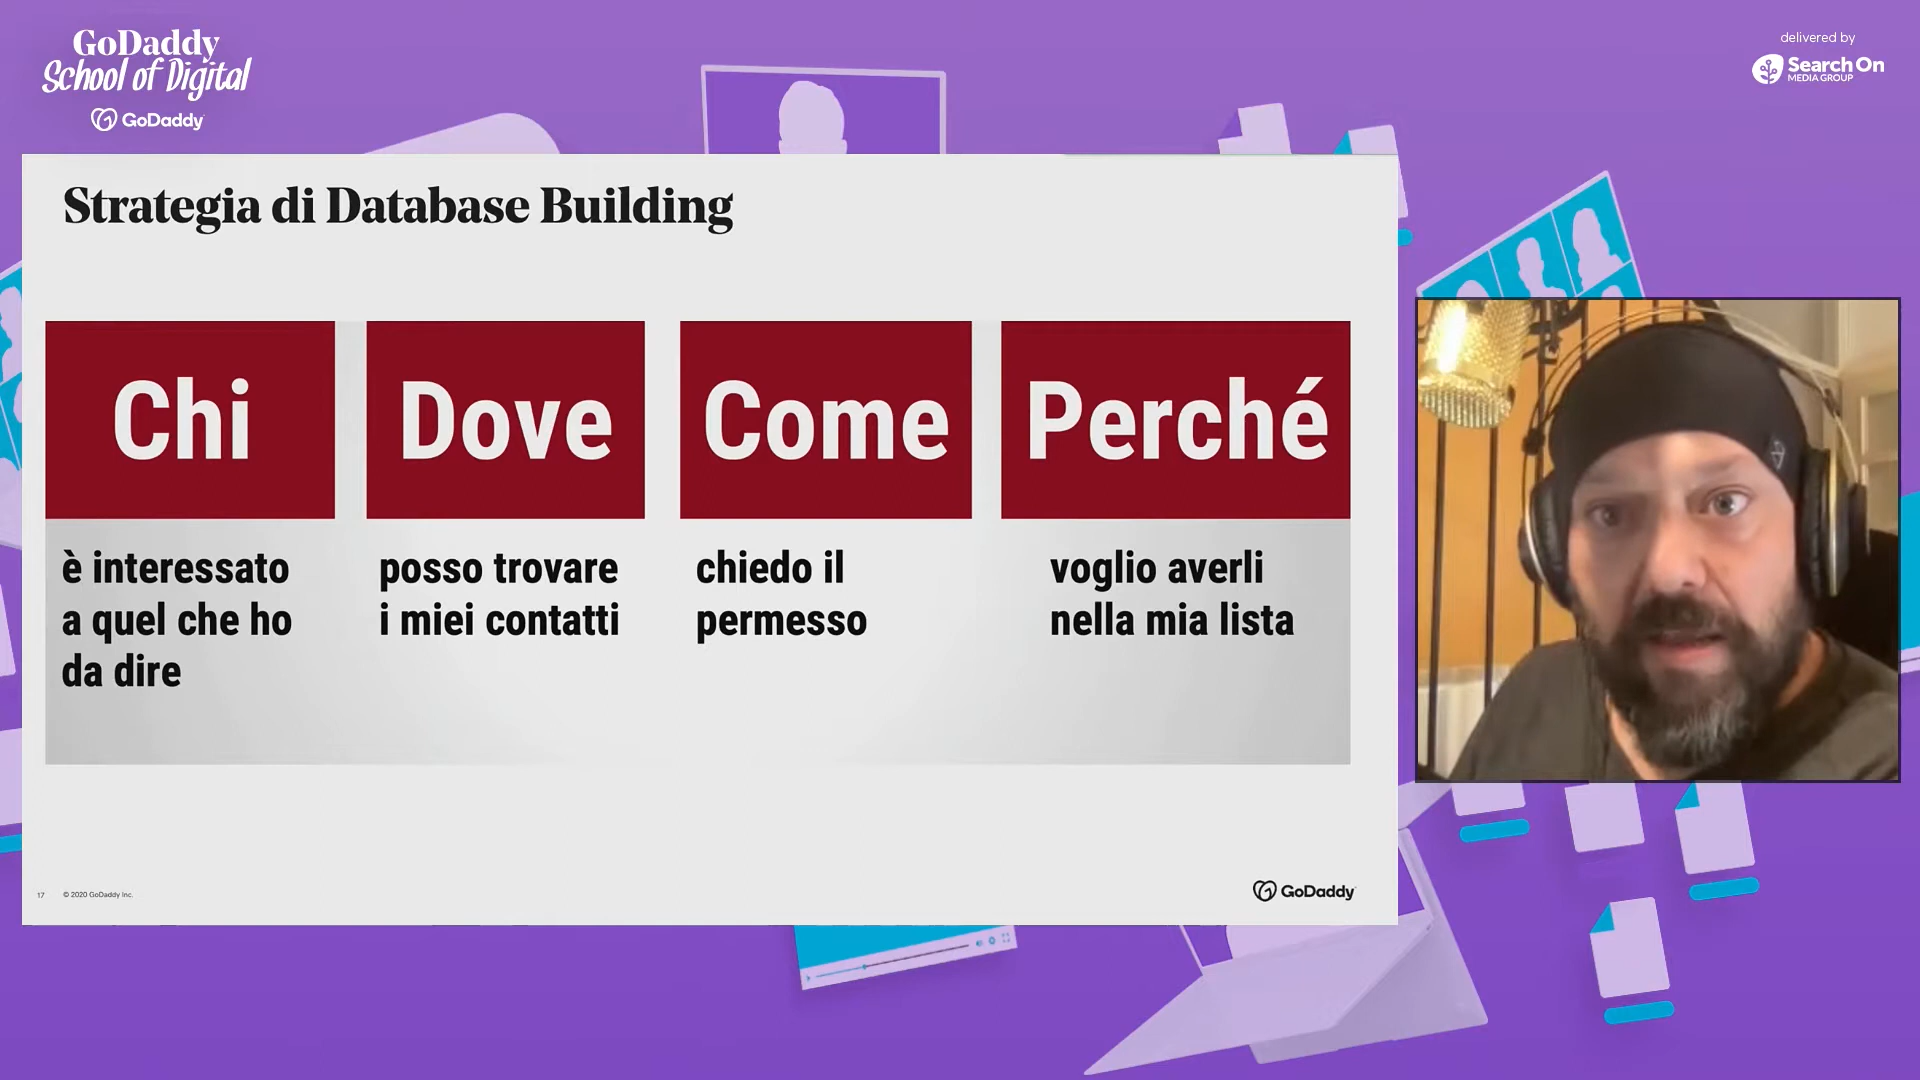 GoDaddy
School of Digital
GoDaddy
delivered by
Search On
MEDIA GROUP
Strategia di Database Building
Chi
è interessato
a quel che ho
da dire
Dove
posso trovare
i miei contatti
Come
chiedo il
permesso
Perché
voglio averli
nella mia lista
17
© 2020 GoDaddy Inc.
GoDaddy